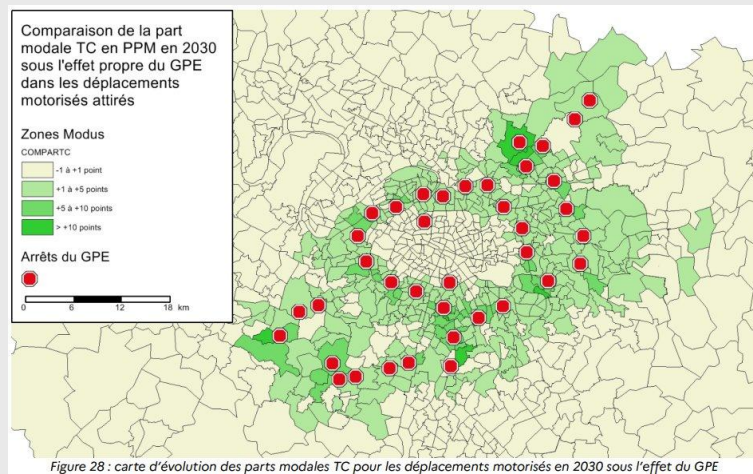 Comparaison de la part
modale TC en PPM en 2030
sous l'effet propre du GPE
dans les déplacements
motorisés attirés
Zones Modus
COMPARTC
-1 à +1 point
+1 à +5 points
+5 à +10 points
> +10 points
Arrêts du GPE
0 6 12 18 km
Figure 28 : carte d'évolution des parts modales TC pour les déplacements motorisés en 2030 sous l'effet du GPE